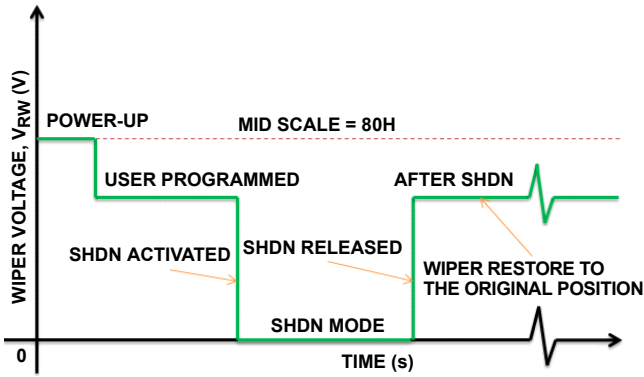 WIPER VOLTAGE, VRW (V)
POWER-UP
MID SCALE = 80H
USER PROGRAMMED
AFTER SHDN
SHDN ACTIVATED
SHDN RELEASED
WIPER RESTORE TO
THE ORIGINAL POSITION
SHDN MODE
0
TIME (s)